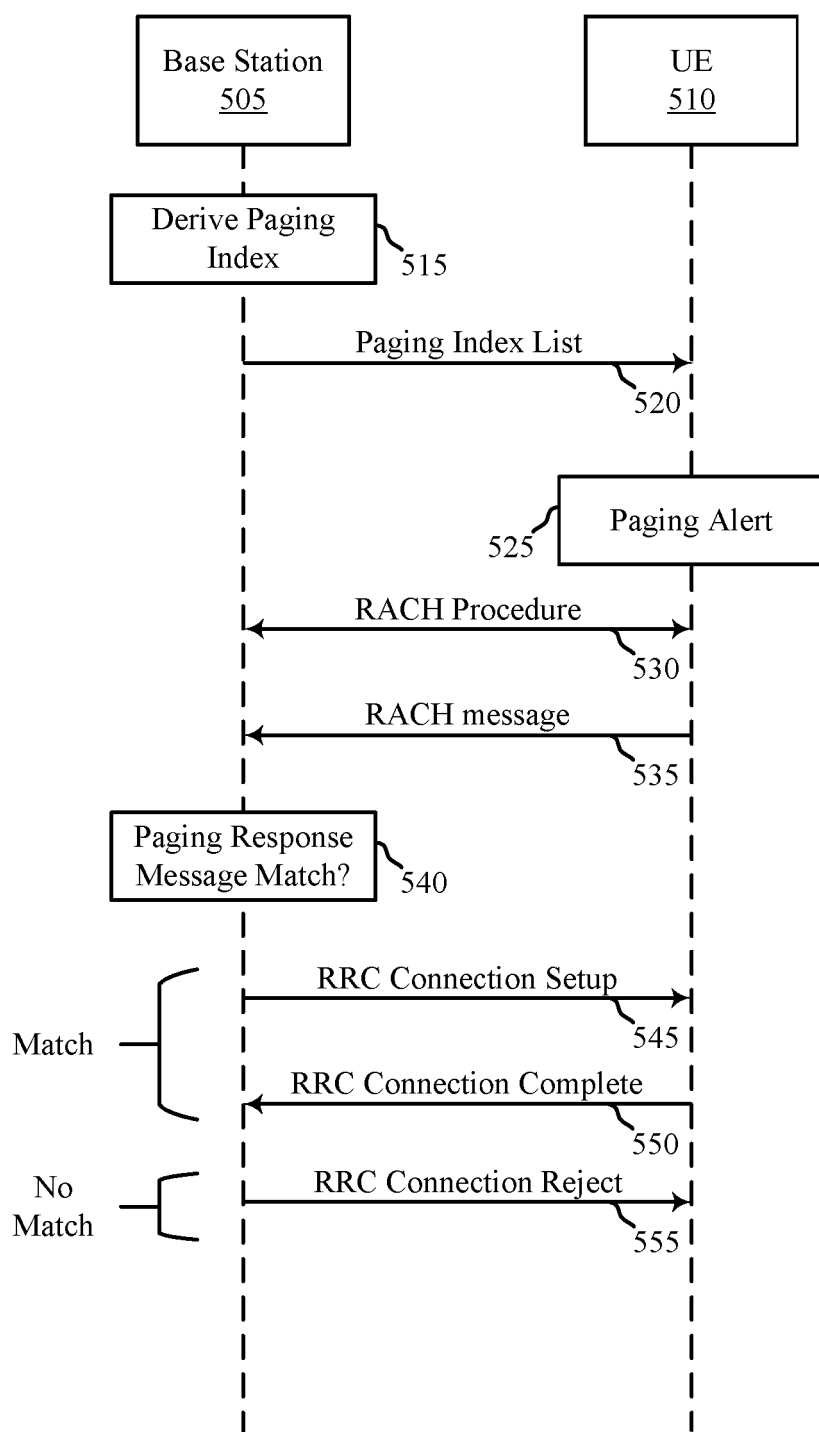 Base Station
505
UE
510
Derive Paging
Index
515
Paging Index List
520
Paging Alert
525
RACH Procedure
530
RACH message
535
Paging Response
Message Match?
540
Match
RRC Connection Setup
545
RRC Connection Complete
550
No
Match
RRC Connection Reject
555